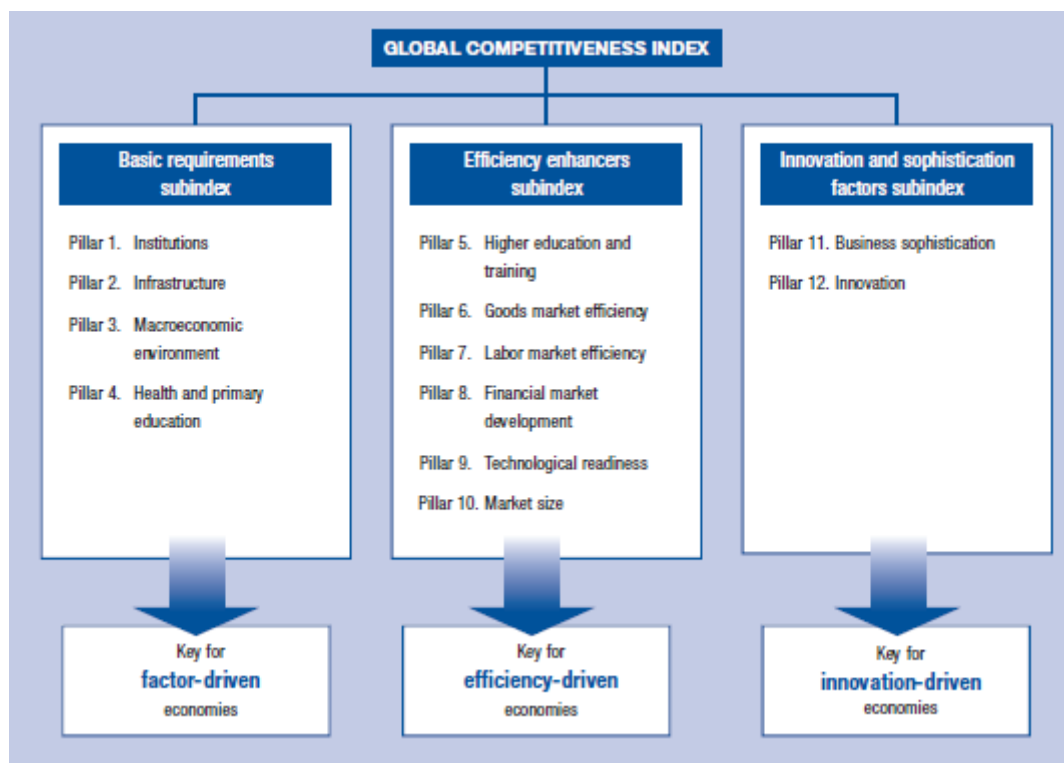 GLOBAL COMPETITIVENESS INDEX
Basic requirements
subindex
Pillar 1. Institutions
Pillar 2. Infrastructure
Pillar 3. Macroeconomic
environment
Pillar 4. Health and primary
education
Key for
factor-driven
economies
Efficiency enhancers
subindex
Pillar 5. Higher education and
training
Pillar 6. Goods market efficiency
Pillar 7. Labor market efficiency
Pillar 8. Financial market
development
Pillar 9. Technological readiness
Pillar 10. Market size
Key for
efficiency-driven
economies
Innovation and sophistication
factors subindex
Pillar 11. Business sophistication
Pillar 12. Innovation
Key for
innovation-driven
economies